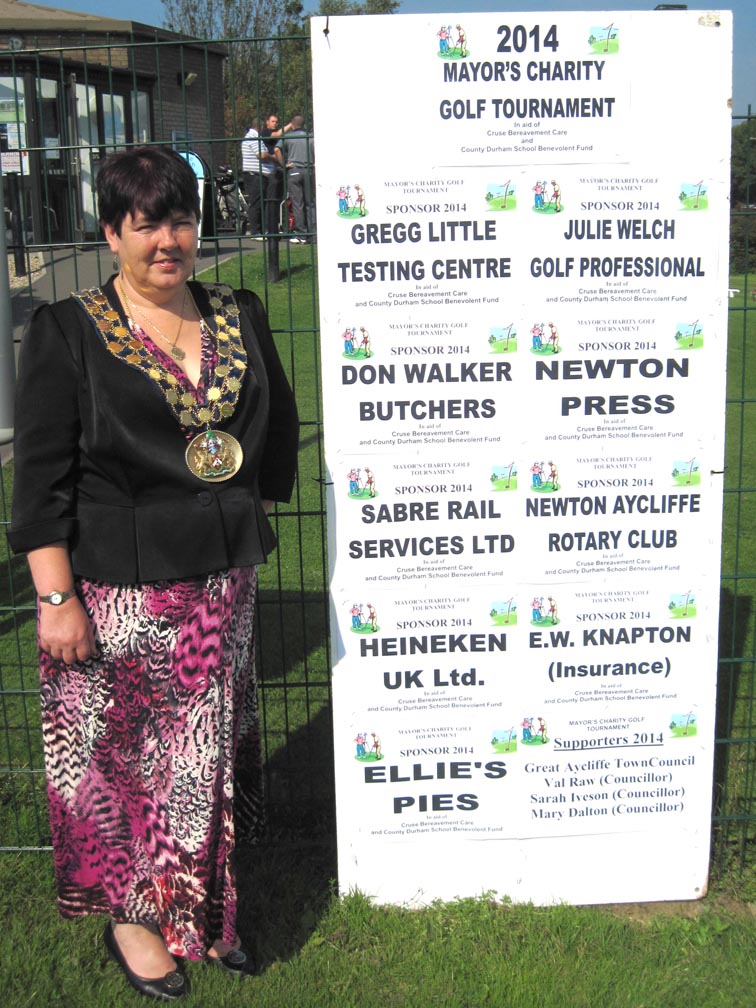 2014
MAYOR'S CHARITY
GOLF TOURNAMENT
In aid of
Cruse Bereavement Care
and
County Durham School Benevolent Fund
MAYOR'S CHARITY GOLF
TOURNAMENT
SPONSOR 2014
GREGG LITTLE
TESTING CENTRE
In aid of
Cruse Bereavement Care
and County Durham School Benevolent Fund
MAYOR'S CHARITY GOLF
TOURNAMENT
SPONSOR 2014
JULIE WELCH
GOLF PROFESSIONAL
In aid of
Cruse Bereavement Care
and County Durham School Benevolent Fund
MAYOR'S CHARITY GOLF
TOURNAMENT
SPONSOR 2014
DON WALKER
BUTCHERS
In aid of
Cruse Bereavement Care
and County Durham School Benevolent Fund
MAYOR'S CHARITY GOLF
TOURNAMENT
SPONSOR 2014
NEWTON
PRESS
In aid of
Cruse Bereavement Care
and County Durham School Benevolent Fund
MAYOR'S CHARITY GOLF
TOURNAMENT
SPONSOR 2014
SABRE RAIL
SERVICES LTD
In aid of
Cruse Bereavement Care
and County Durham School Benevolent Fund
MAYOR'S CHARITY GOLF
TOURNAMENT
SPONSOR 2014
NEWTON AYCLIFFE
ROTARY CLUB
In aid of
Cruse Bereavement Care
and County Durham School Benevolent Fund
MAYOR'S CHARITY GOLF
TOURNAMENT
SPONSOR 2014
HEINEKEN
UK Ltd.
In aid of
Cruse Bereavement Care
and County Durham School Benevolent Fund
MAYOR'S CHARITY GOLF
TOURNAMENT
SPONSOR 2014
E.W. KNAPTON
(Insurance)
In aid of
Cruse Bereavement Care
and County Durham School Benevolent Fund
MAYOR'S CHARITY GOLF
TOURNAMENT
SPONSOR 2014
ELLIE'S
PIES
In aid of
Cruse Bereavement Care
and County Durham School Benevolent Fund
MAYOR'S CHARITY GOLF
TOURNAMENT
Supporters 2014
Great Aycliffe TownCouncil
Val Raw (Councillor)
Sarah Iveson (Councillor)
Mary Dalton (Councillor)